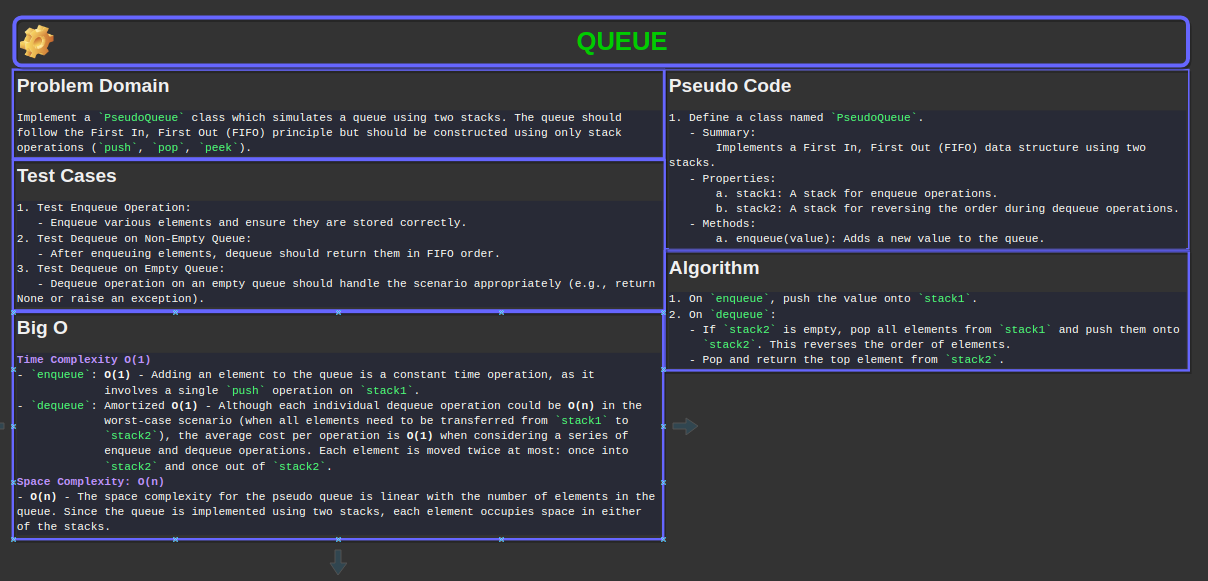 QUEUE
Problem Domain
Implement a `PseudoQueue` class which simulates a queue using two stacks. The queue should
follow the First In, First Out (FIFO) principle but should be constructed using only stack
operations (`push`, `pop`, `peek`).
Test Cases
1. Test Enqueue Operation:
- Enqueue various elements and ensure they are stored correctly.
2. Test Dequeue on Non-Empty Queue:
- After enqueuing elements, dequeue should return them in FIFO order.
3. Test Dequeue on Empty Queue:
- Dequeue operation on an empty queue should handle the scenario appropriately (e.g., return
None or raise an exception).
Big O
Time Complexity O(1)
- `enqueue`: O(1) - Adding an element to the queue is a constant time operation, as it
involves a single `push` operation on `stack1`.
- `dequeue`: Amortized O(1) - Although each individual dequeue operation could be O(n) in the
worst-case scenario (when all elements need to be transferred from `stack1` to
`stack2`), the average cost per operation is O(1) when considering a series of
enqueue and dequeue operations. Each element is moved twice at most: once into
`stack2` and once out of `stack2`.
Space Complexity: O(n)
- O(n) - The space complexity for the pseudo queue is linear with the number of elements in the
queue. Since the queue is implemented using two stacks, each element occupies space in either
of the stacks.
Pseudo Code
1. Define a class named `PseudoQueue`.
- Summary:
Implements a First In, First Out (FIFO) data structure using two
stacks.
- Properties:
a. stack1: A stack for enqueue operations.
b. stack2: A stack for reversing the order during dequeue operations.
- Methods:
a. enqueue(value): Adds a new value to the queue.
Algorithm
1. On `enqueue`, push the value onto `stack1`.
2. On `dequeue`:
- If `stack2` is empty, pop all elements from `stack1` and push them onto
`stack2`. This reverses the order of elements.
- Pop and return the top element from `stack2`.